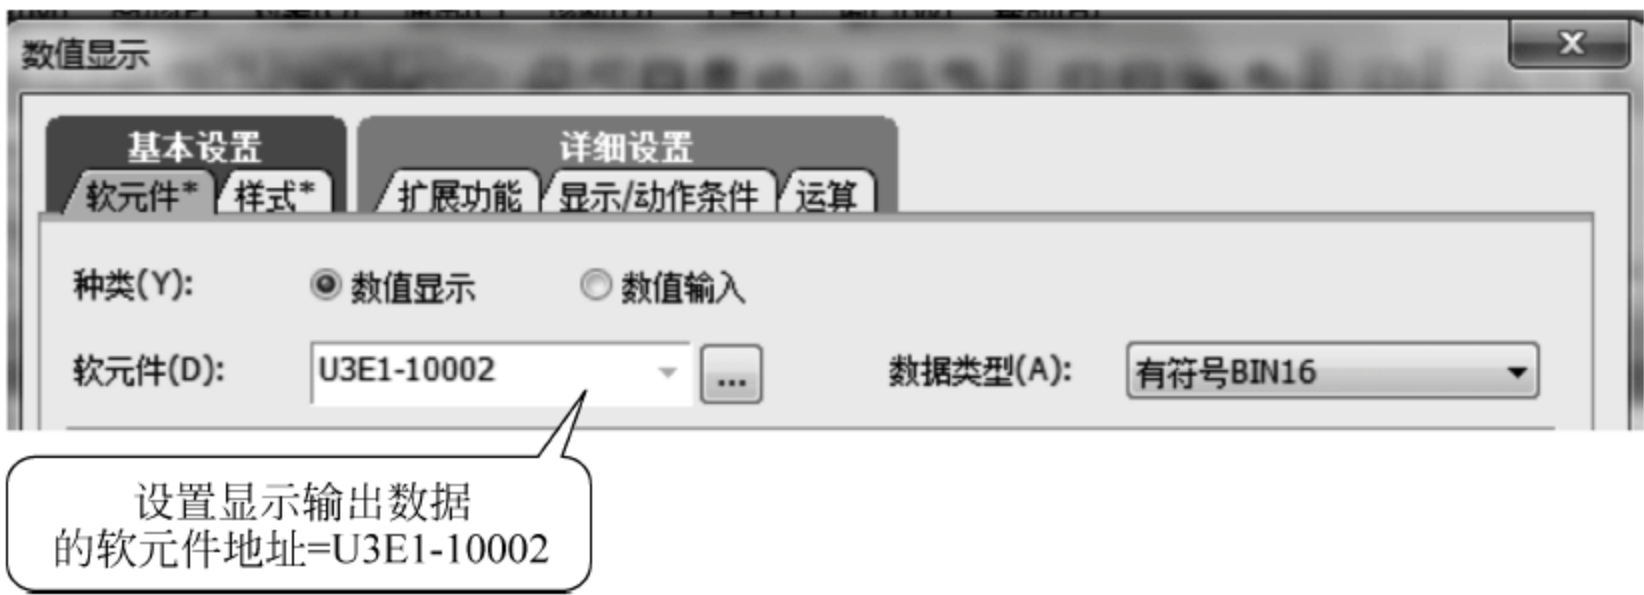 数值显示
基本设置 详细设置
软元件* 样式* 扩展功能 显示/动作条件 运算
种类(Y): 数值显示 数值输入
软元件(D): U3E1-10002 ... 数据类型(A): 有符号BIN16
设置显示输出数据
的软元件地址=U3E1-10002